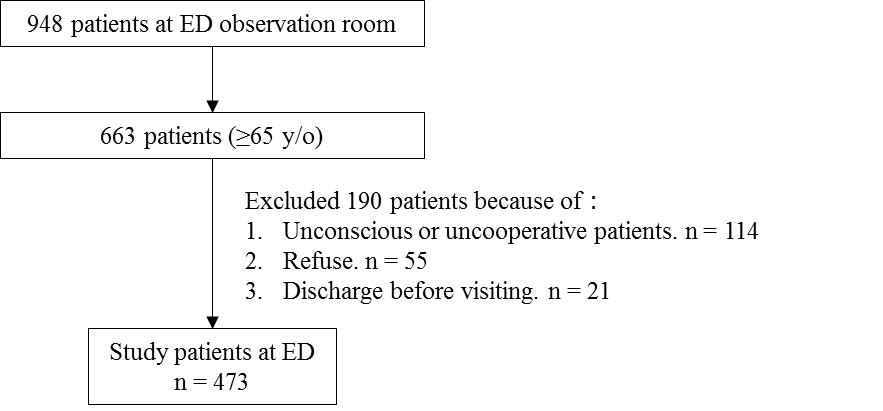 948 patients at ED observation room
663 patients (≥65 y/o)
Excluded 190 patients because of :
1. Unconscious or uncooperative patients. n = 114
2. Refuse. n = 55
3. Discharge before visiting. n = 21
Study patients at ED
n = 473